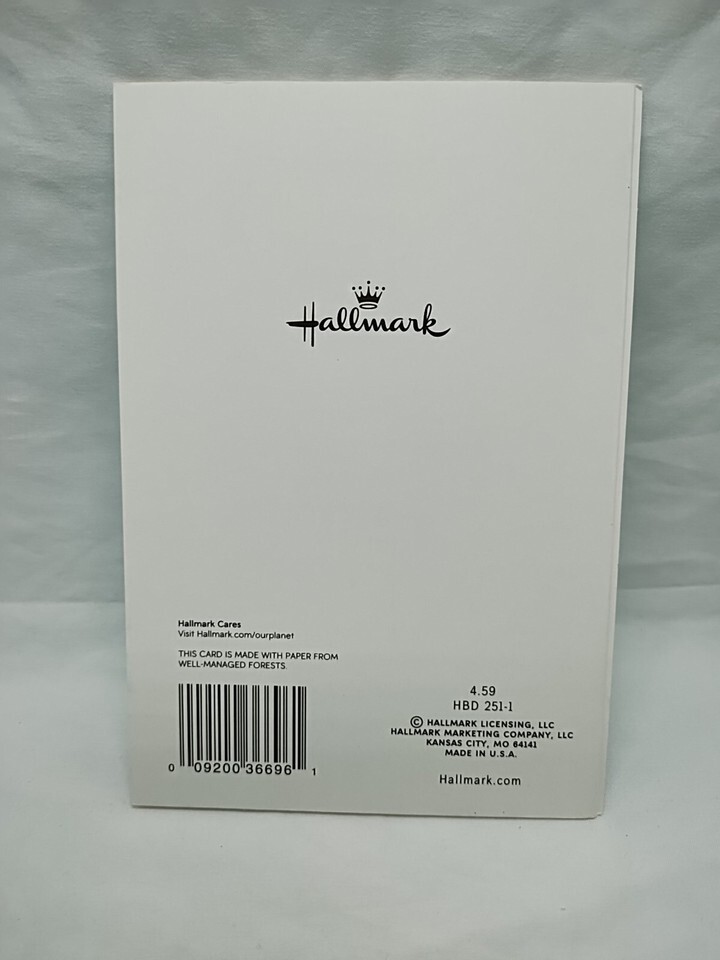 Hallmark
Hallmark Cares
Visit Hallmark.com/ourplanet
THIS CARD IS MADE WITH PAPER FROM
WELL-MANAGED FORESTS.
0 09200 36696 1
4.59
HBD 251-1
© HALLMARK LICENSING, LLC
HALLMARK MARKETING COMPANY, LLC
KANSAS CITY, MO 64141
MADE IN U.S.A.
Hallmark.com